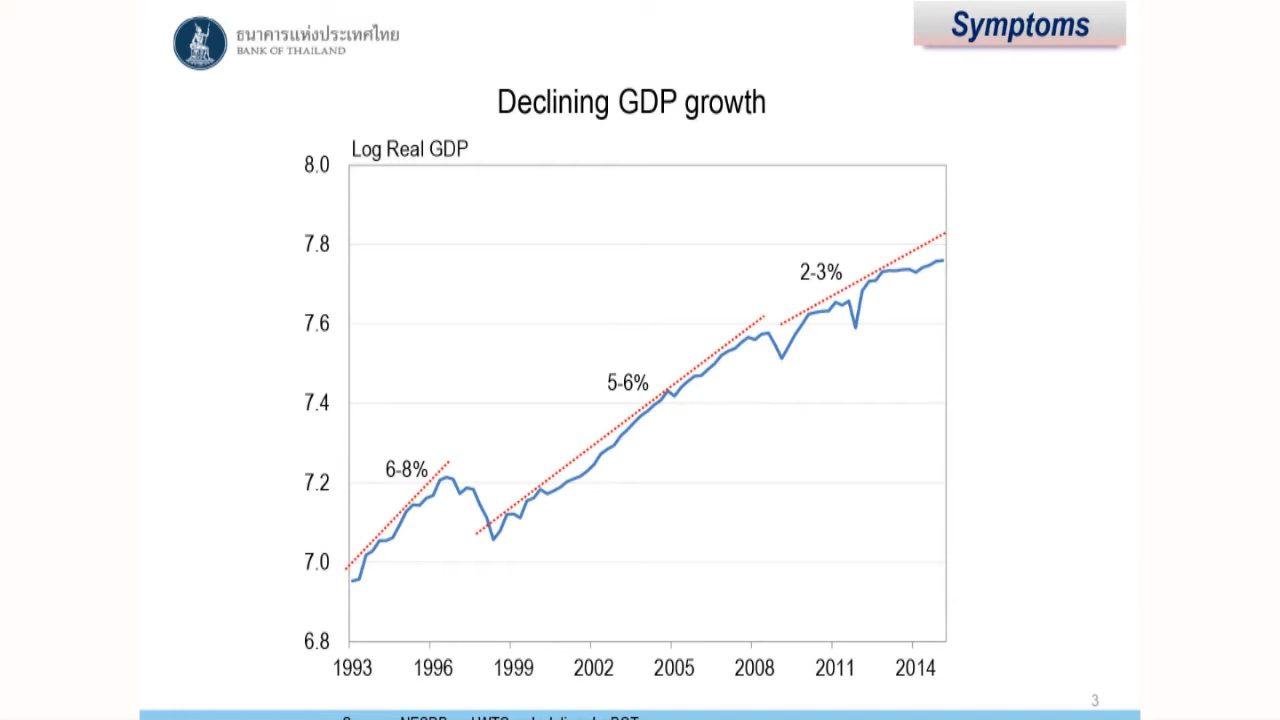 ธนาคารแห่งประเทศไทย
BANK OF THAILAND
Symptoms
Declining GDP growth
Log Real GDP
8.0
7.8
2-3%
7.6
5-6%
7.4
6-8%
7.2
7.0
6.8
1993 1996 1999 2002 2005 2008 2011 2014
3